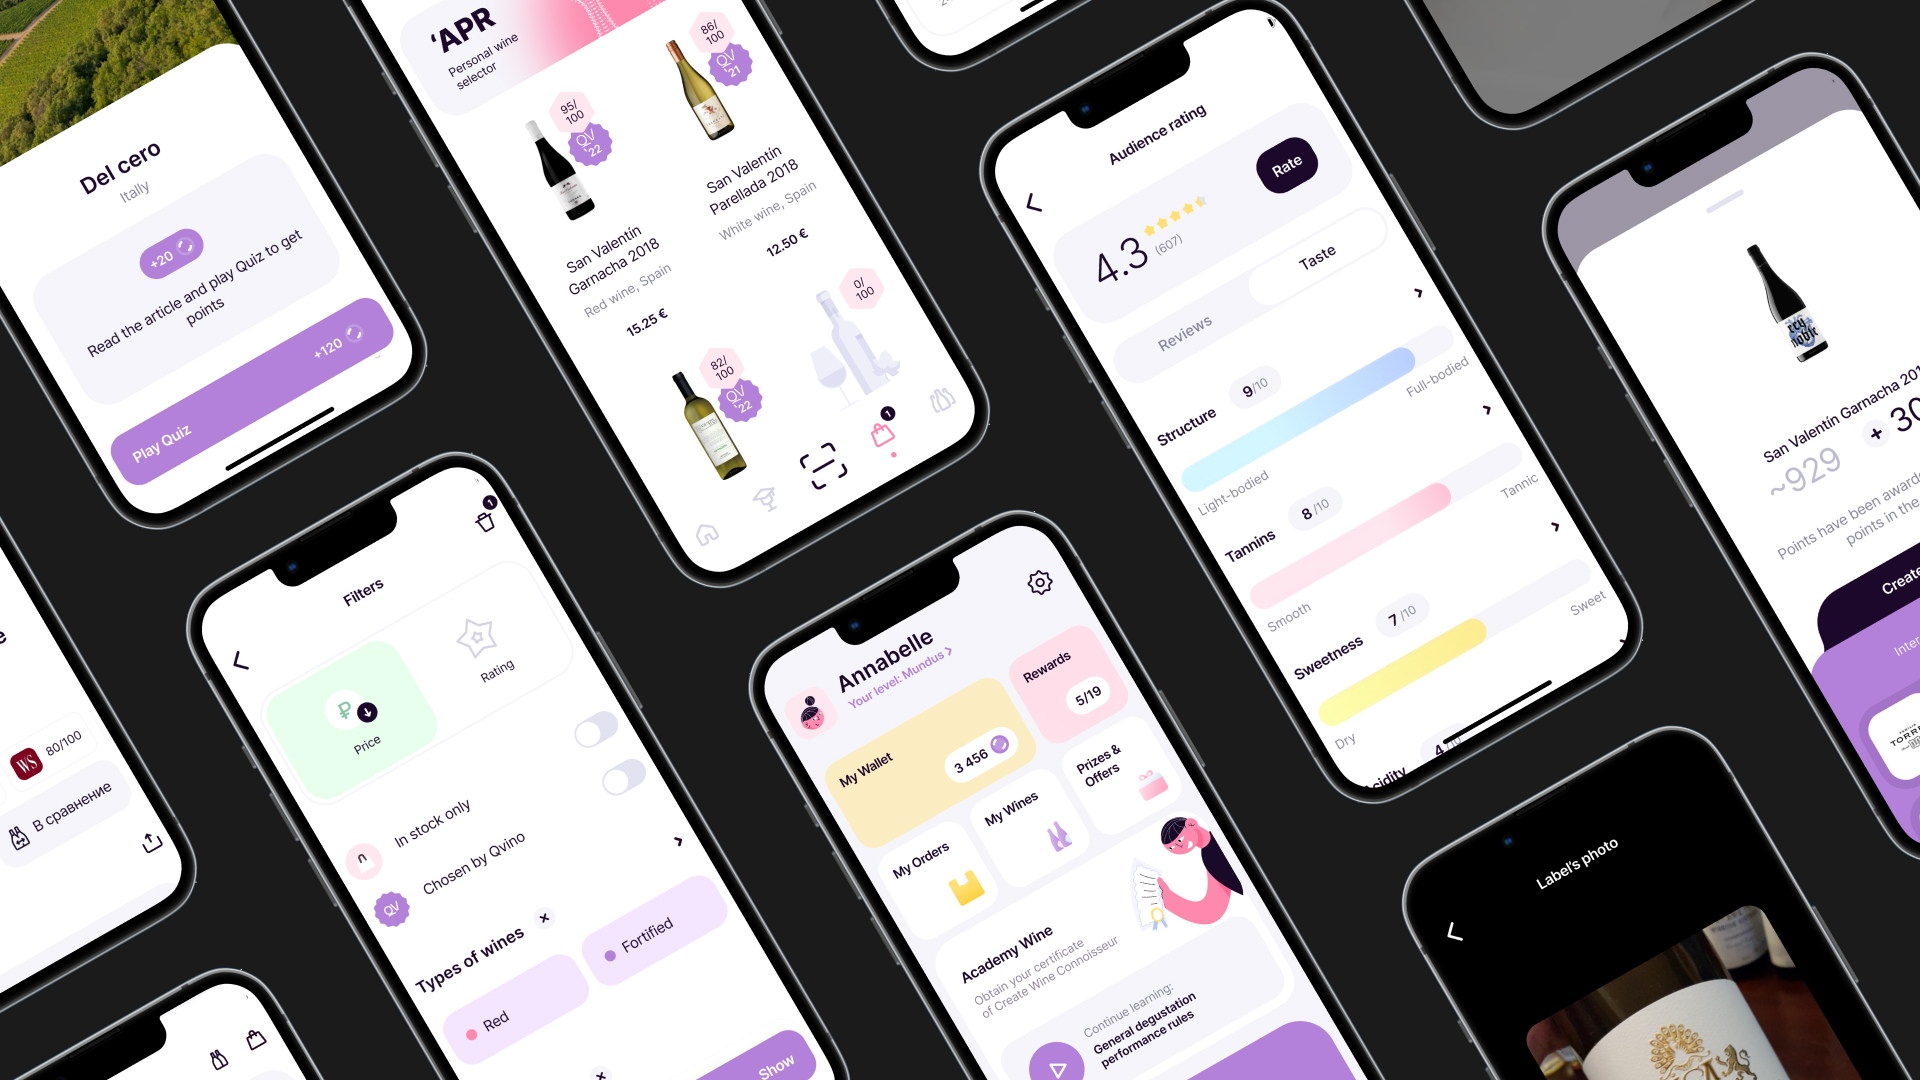 Del cero
Itally
+20
Read the article and play Quiz to get
points
Play Quiz
+120
‘APR
Personal wine
selector
95/
100
QV
'22
San Valentín
Garnacha 2018
Red wine, Spain
15.25 €
86/
100
QV
'21
San Valentín
Parellada 2018
White wine, Spain
12.50 €
82/
100
QV
'22
0/
100
1
Audience rating
4.3
(607)
Rate
Reviews
Taste
Structure
9/10
Light-bodied
Full-bodied
Tannins
8/10
Smooth
Tannic
Sweetness
7/10
Dry
Sweet
San Valentín Garnacha 201
~929
+
30
Points have been awarde
points in the
Create
Inter
TORRE
WS
80/100
В сравнение
Filters
1
Price
Rating
In stock only
QV
Chosen by Qvino
Types of wines
Red
Fortified
Show
Annabelle
Your level: Mundus
My Wallet
3 456
Rewards
5/19
My Orders
My Wines
Prizes &
Offers
Academy Wine
Obtain your certificate
of Create Wine Connoisseur
Continue learning:
General degustation
performance rules
Label's photo